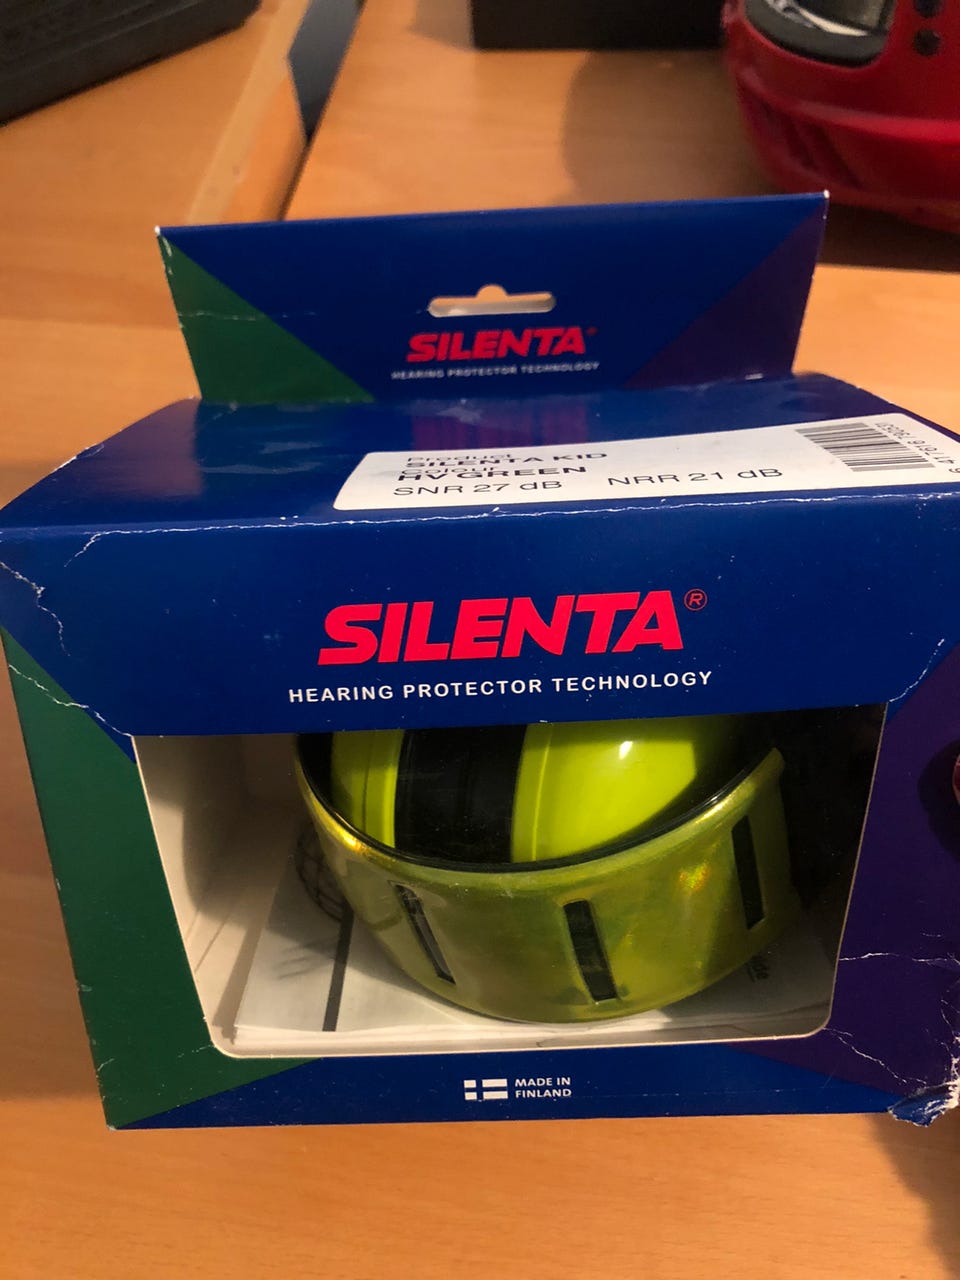 SILENTA®
HEARING PROTECTOR TECHNOLOGY
Product
SILENTA KID
Colour
HV GREEN
SNR 27 dB NRR 21 dB
SILENTA®
HEARING PROTECTOR TECHNOLOGY
MADE IN
FINLAND